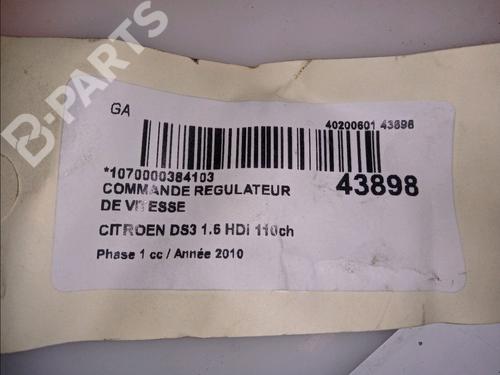 B-PARTS
GA
40200601 43898
*1070000384103
43898
COMMANDE REGULATEUR
DE VITESSE
CITROEN DS3 1.6 HDi 110ch
Phase 1 cc / Année 2010